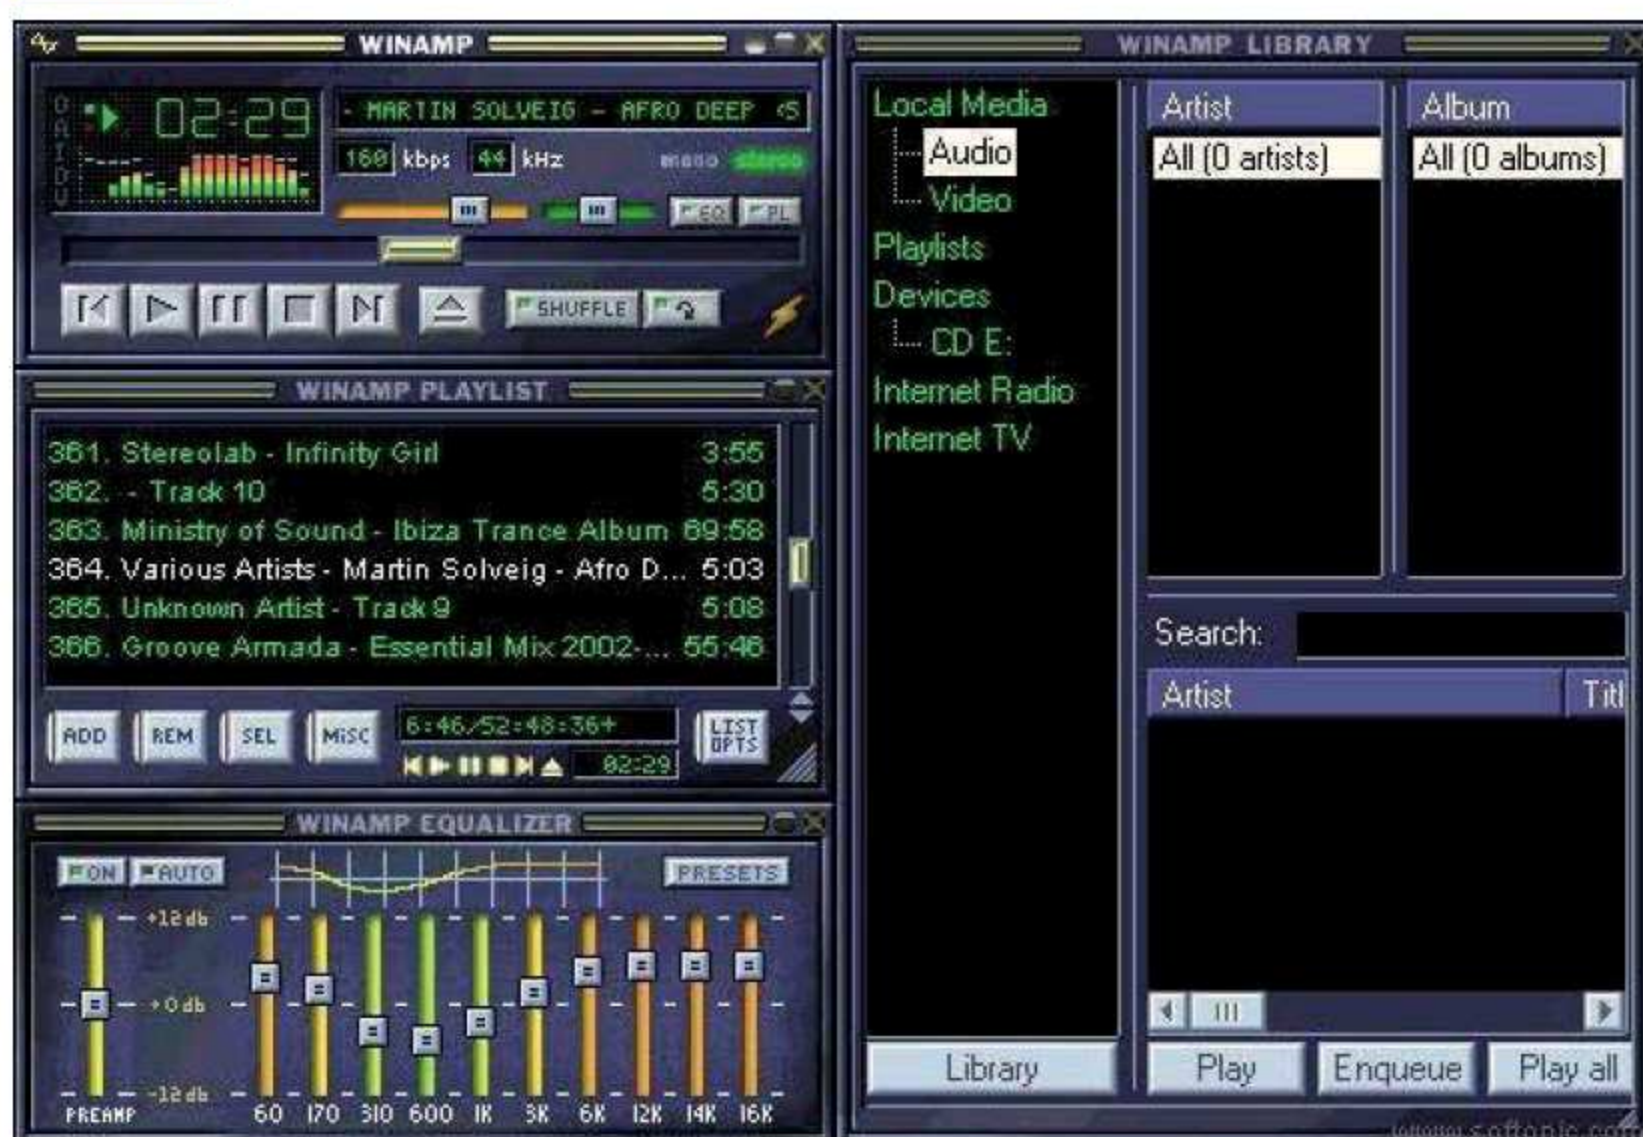 WINAMP
OAIDU
02:29
- MARTIN SOLVEIG - AFRO DEEP <S
160 kbps 44 kHz mono stereo
EQ PL
SHUFFLE
WINAMP PLAYLIST
361. Stereolab - Infinity Girl 3:55
362. - Track 10 5:30
363. Ministry of Sound - Ibiza Trance Album 69:58
364. Various Artists - Martin Solveig - Afro D... 5:03
365. Unknown Artist - Track 9 5:08
366. Groove Armada - Essential Mix 2002-... 55:46
ADD REM SEL MISC 6:46/52:48:36+ LIST OPTS
02:29
WINAMP EQUALIZER
ON AUTO PRESETS
+12 db
+0 db
-12 db
PREAMP 60 170 310 600 1K 3K 6K 12K 14K 16K
WINAMP LIBRARY
Local Media
Audio
Video
Playlists
Devices
CD E:
Internet Radio
Internet TV
Library
Artist Album
All (0 artists) All (0 albums)
Search:
Artist Titl
Play Enqueue Play all
www.softonic.com